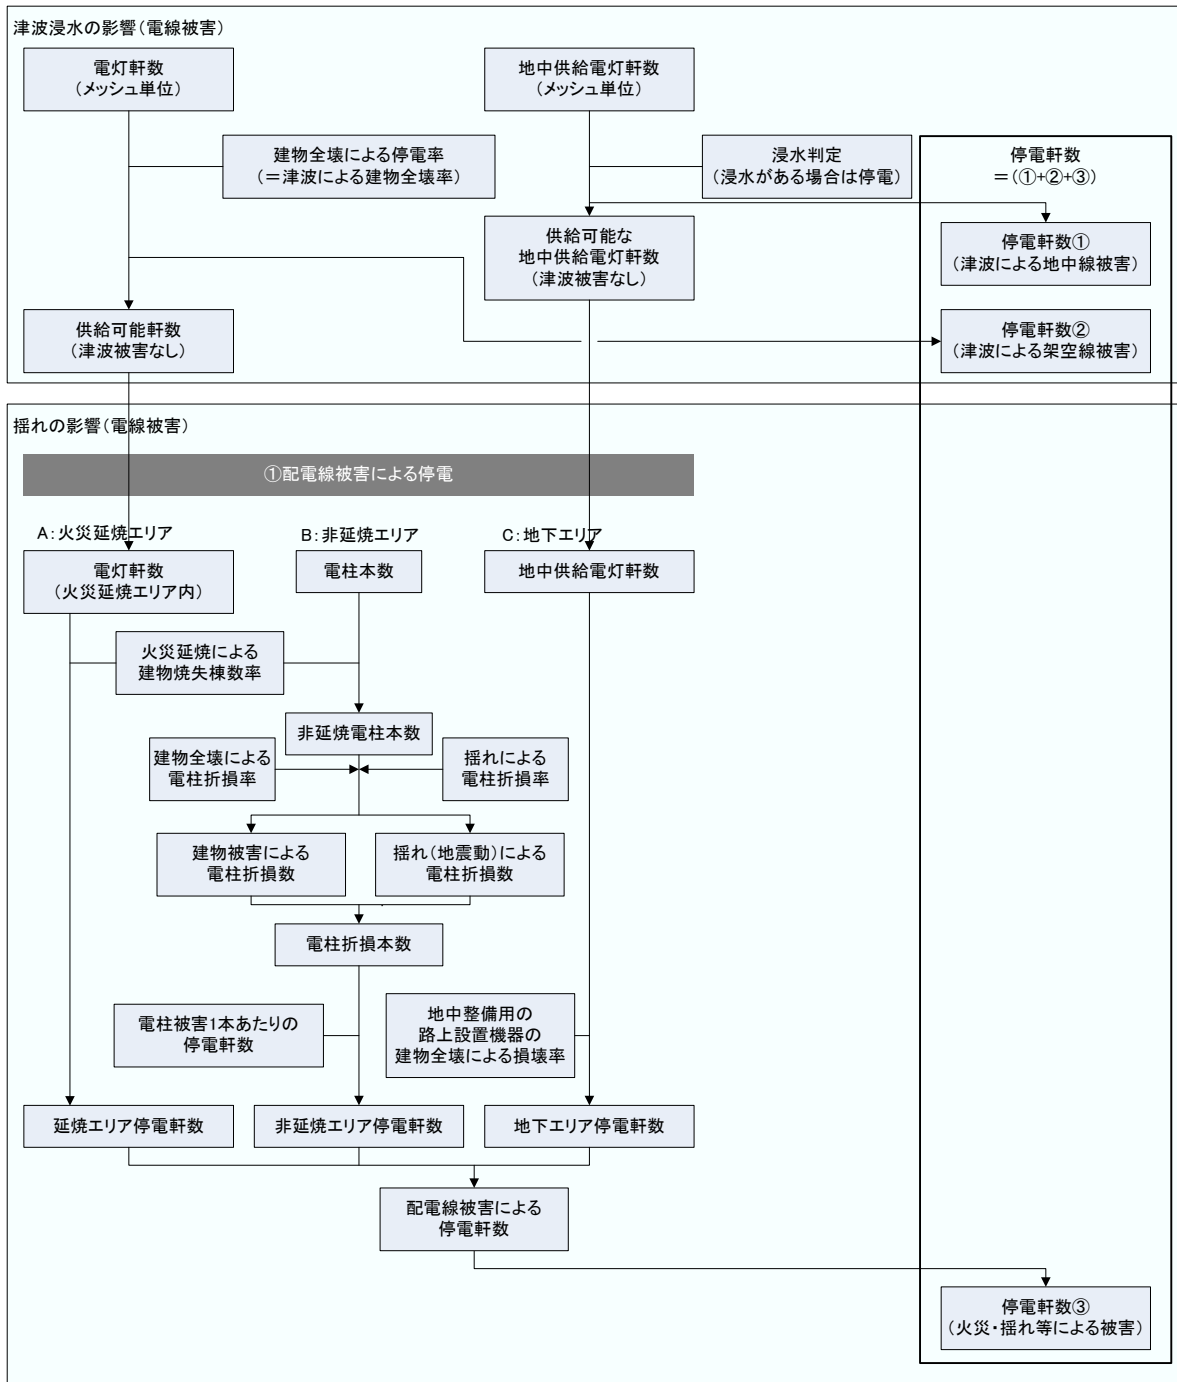 津波浸水の影響(電線被害)
電灯軒数
(メッシュ単位)
地中供給電灯軒数
(メッシュ単位)
建物全壊による停電率
(=津波による建物全壊率)
浸水判定
(浸水がある場合は停電)
停電軒数
=(①+②+③)
供給可能な
地中供給電灯軒数
(津波被害なし)
停電軒数①
(津波による地中線被害)
供給可能軒数
(津波被害なし)
停電軒数②
(津波による架空線被害)
揺れの影響(電線被害)
①配電線被害による停電
A:火災延焼エリア
B:非延焼エリア
C:地下エリア
電灯軒数
(火災延焼エリア内)
電柱本数
地中供給電灯軒数
火災延焼による
建物焼失棟数率
非延焼電柱本数
建物全壊による
電柱折損率
揺れによる
電柱折損率
建物被害による
電柱折損数
揺れ(地震動)による
電柱折損数
電柱折損本数
電柱被害1本あたりの
停電軒数
地中整備用の
路上設置機器の
建物全壊による損壊率
延焼エリア停電軒数
非延焼エリア停電軒数
地下エリア停電軒数
配電線被害による
停電軒数
停電軒数③
(火災・揺れ等による被害)